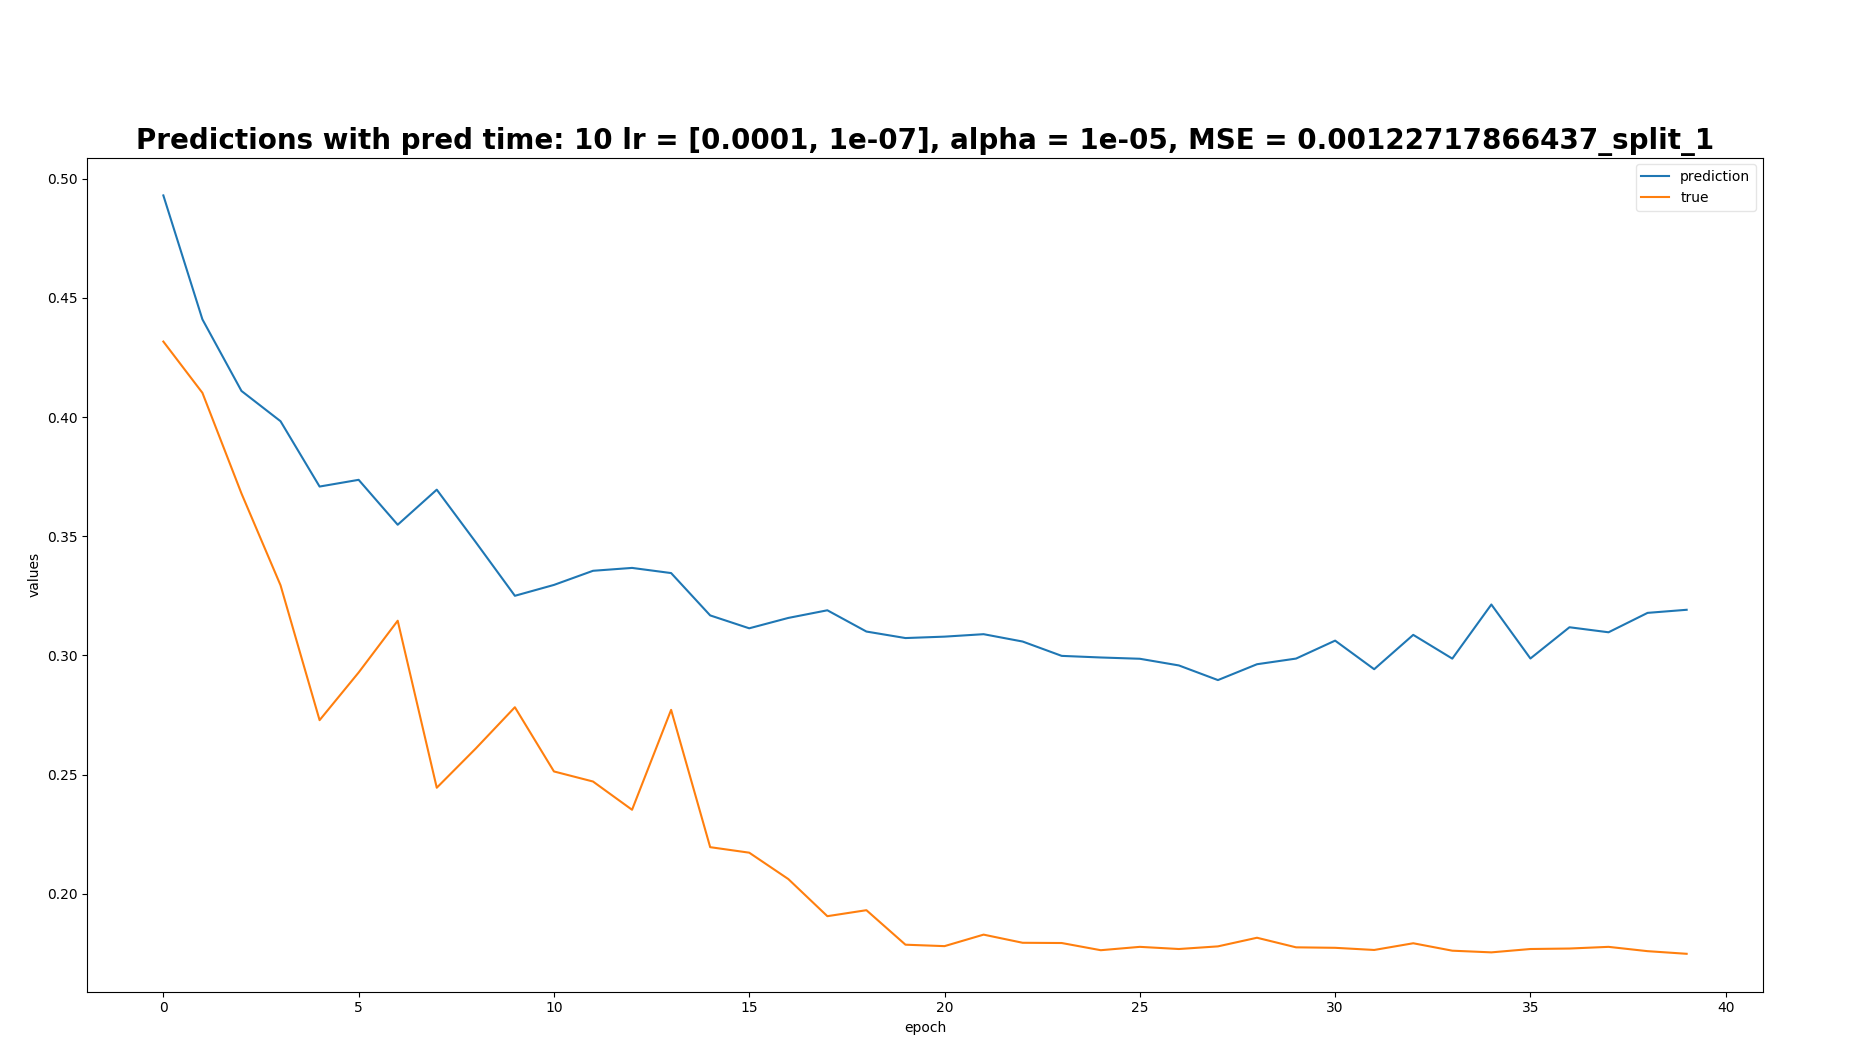 Predictions with pred time: 10 lr = [0.0001, 1e-07], alpha = 1e-05, MSE = 0.00122717866437_split_1
prediction
true
0.50
0.45
0.40
0.35
0.30
0.25
0.20
values
0 5 10 15 20 25 30 35 40
epoch